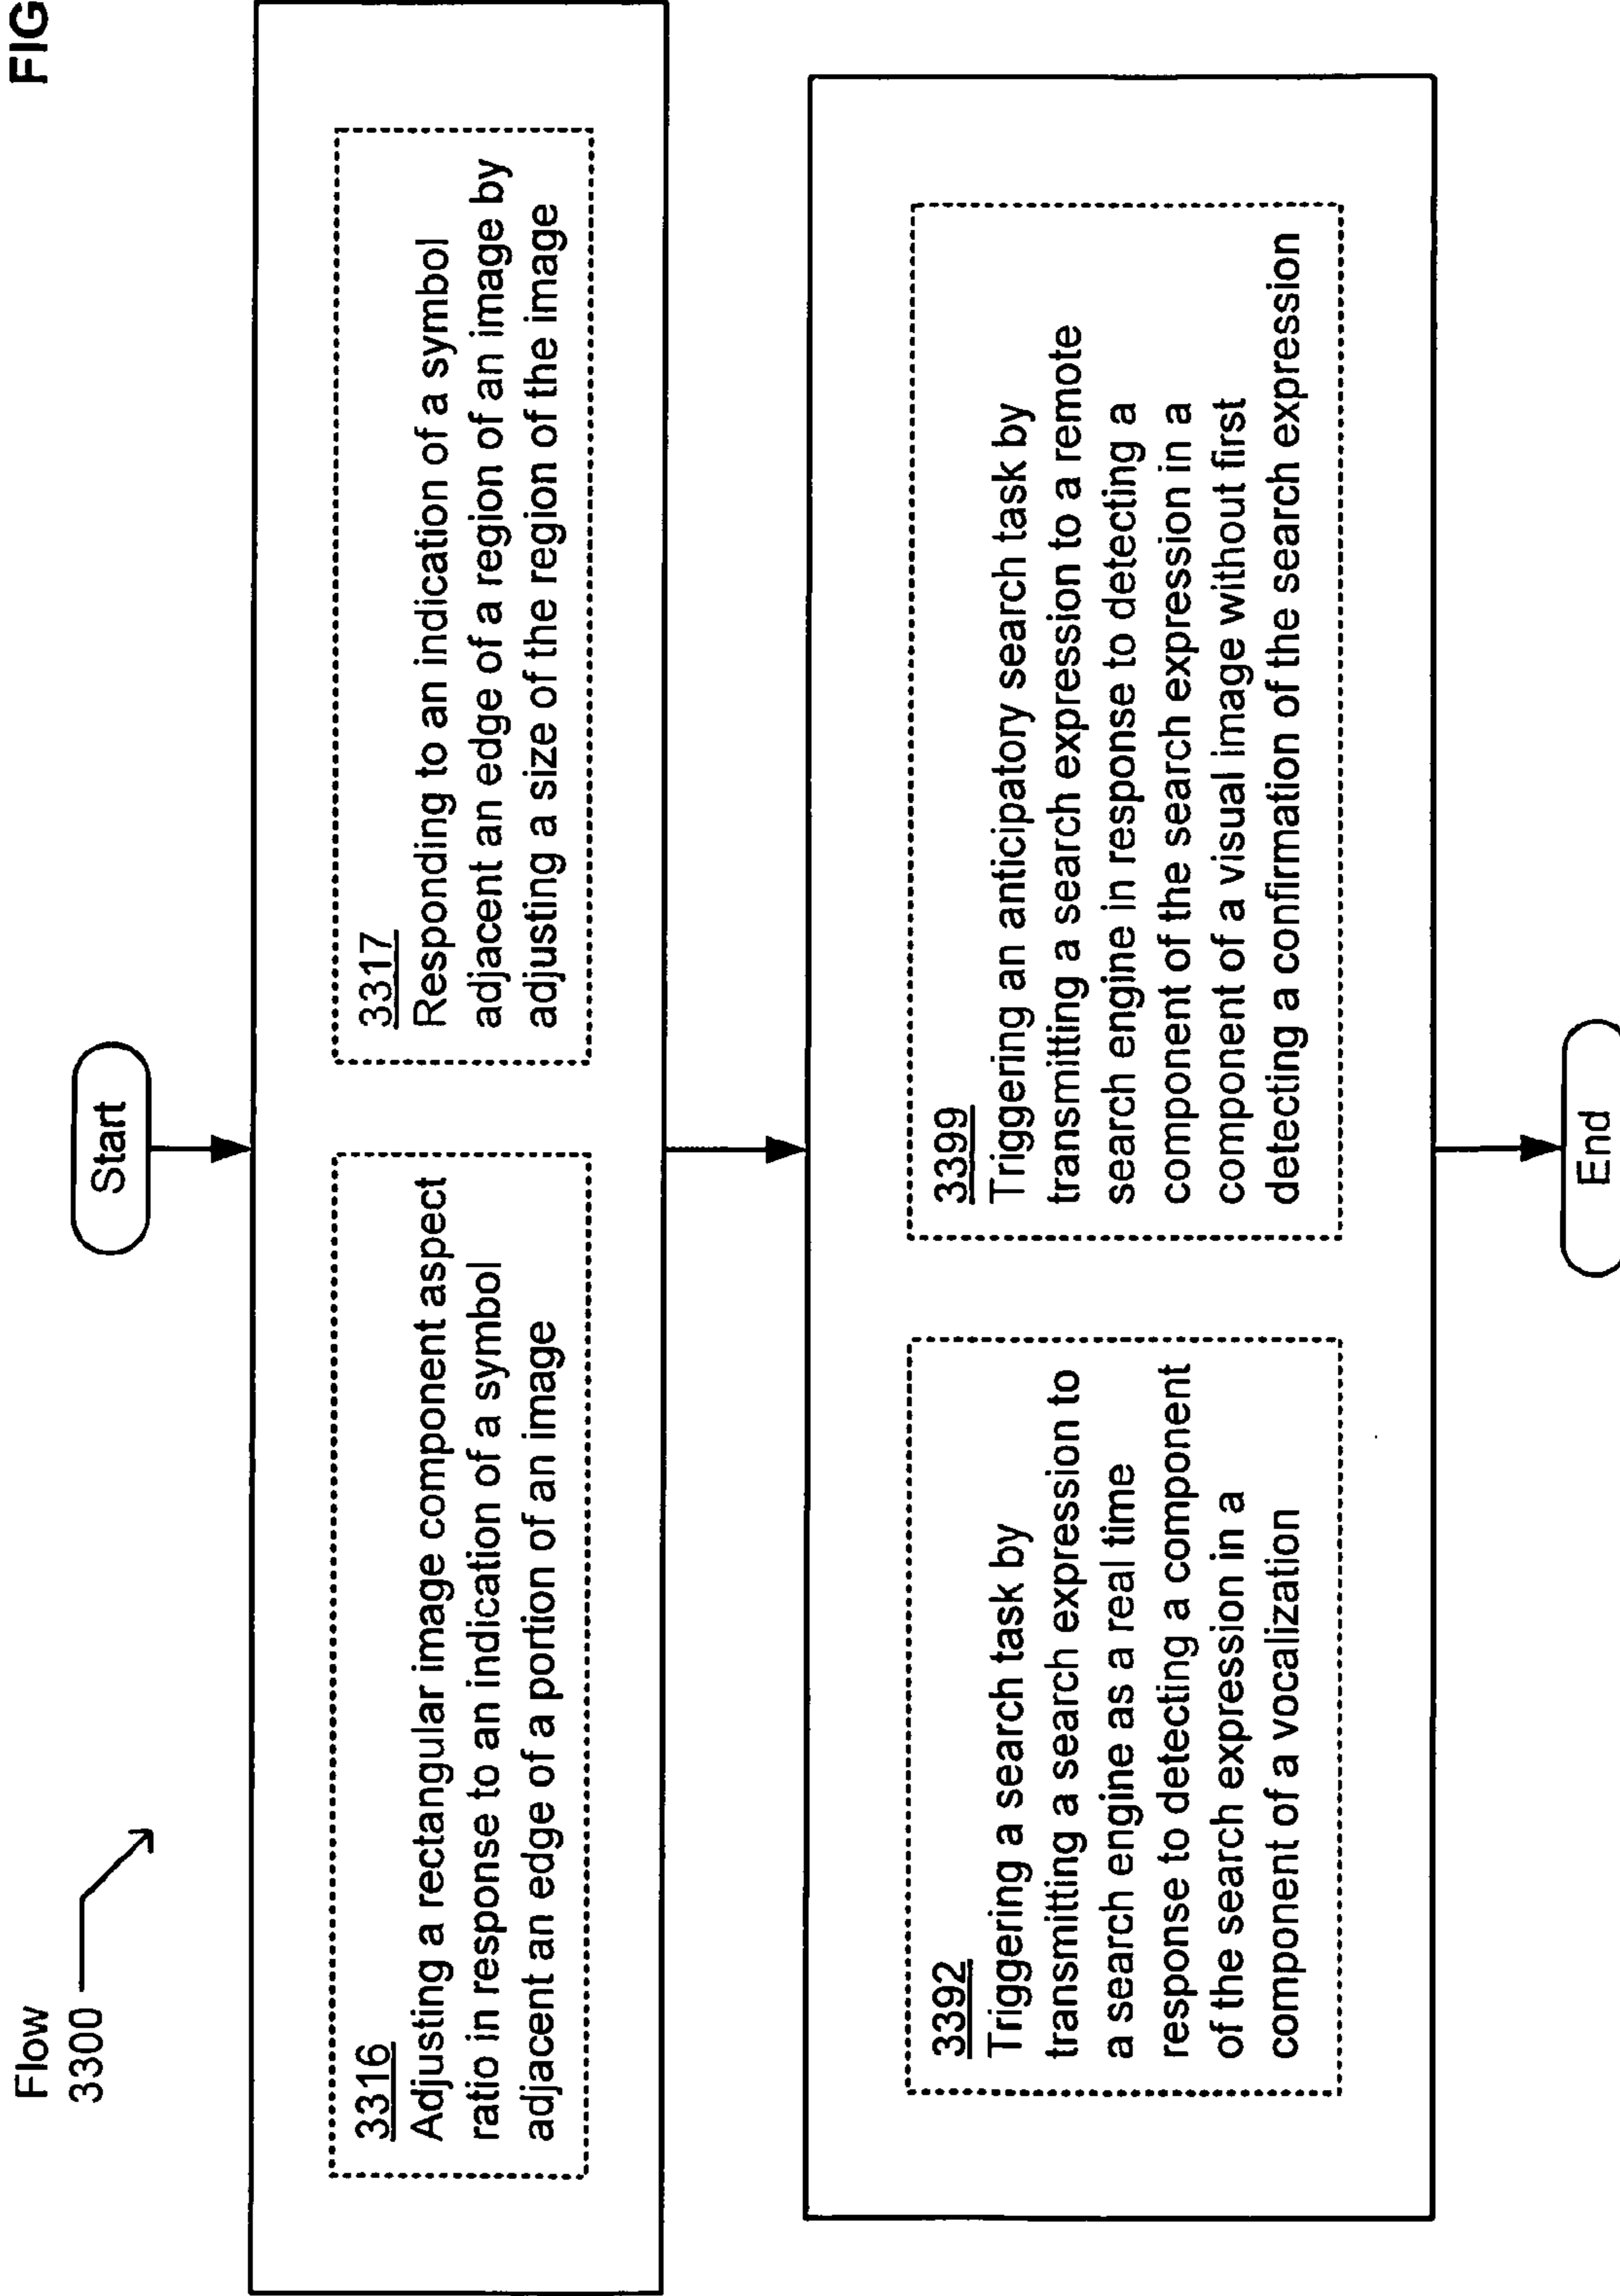 FIG
Flow
3300
Start
3316
Adjusting a rectangular image component aspect
ratio in response to an indication of a symbol
adjacent an edge of a portion of an image
3317
Responding to an indication of a symbol
adjacent an edge of a region of an image by
adjusting a size of the region of the image
3392
Triggering a search task by
transmitting a search expression to
a search engine as a real time
response to detecting a component
of the search expression in a
component of a vocalization
3399
Triggering an anticipatory search task by
transmitting a search expression to a remote
search engine in response to detecting a
component of the search expression in a
component of a visual image without first
detecting a confirmation of the search expression
End